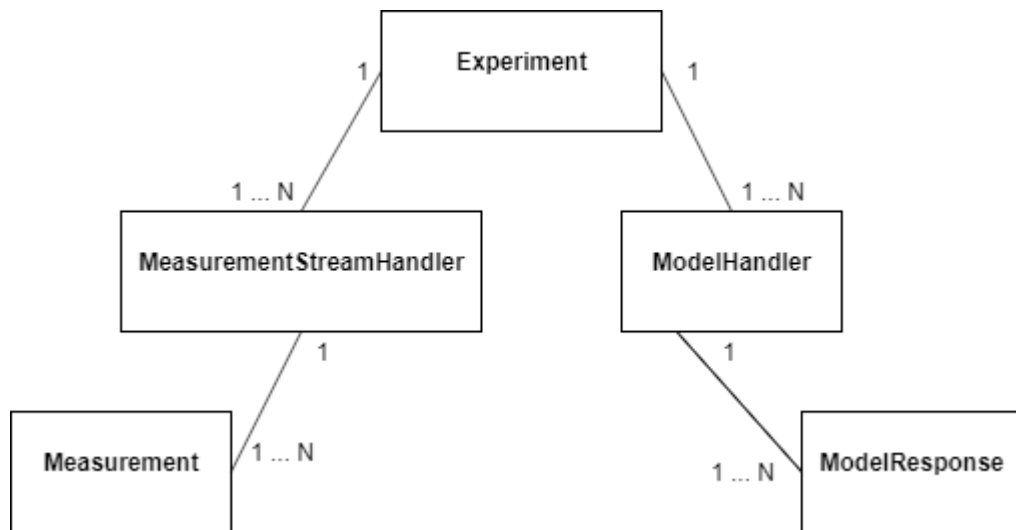 Experiment
1
1
1 ... N
1 ... N
MeasurementStreamHandler
ModelHandler
1
1
1 ... N
1 ... N
Measurement
ModelResponse